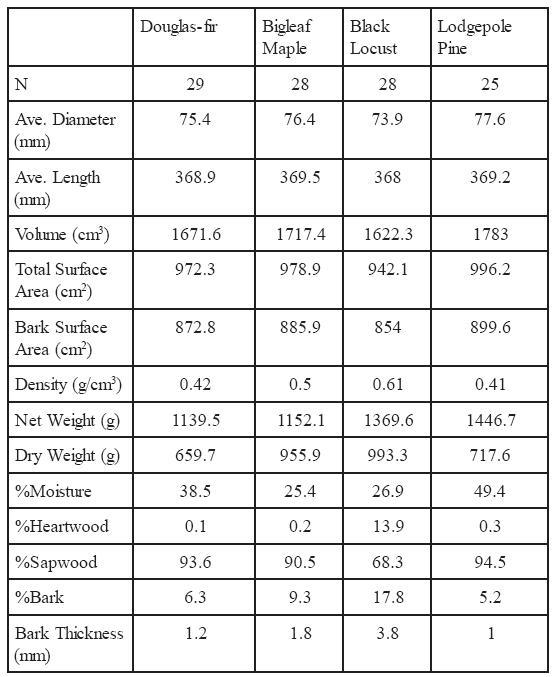 Douglas-fir Bigleaf Maple Black Locust Lodgepole Pine
N 29 28 28 25
Ave. Diameter (mm) 75.4 76.4 73.9 77.6
Ave. Length (mm) 368.9 369.5 368 369.2
Volume (cm³) 1671.6 1717.4 1622.3 1783
Total Surface Area (cm²) 972.3 978.9 942.1 996.2
Bark Surface Area (cm²) 872.8 885.9 854 899.6
Density (g/cm³) 0.42 0.5 0.61 0.41
Net Weight (g) 1139.5 1152.1 1369.6 1446.7
Dry Weight (g) 659.7 955.9 993.3 717.6
%Moisture 38.5 25.4 26.9 49.4
%Heartwood 0.1 0.2 13.9 0.3
%Sapwood 93.6 90.5 68.3 94.5
%Bark 6.3 9.3 17.8 5.2
Bark Thickness (mm) 1.2 1.8 3.8 1